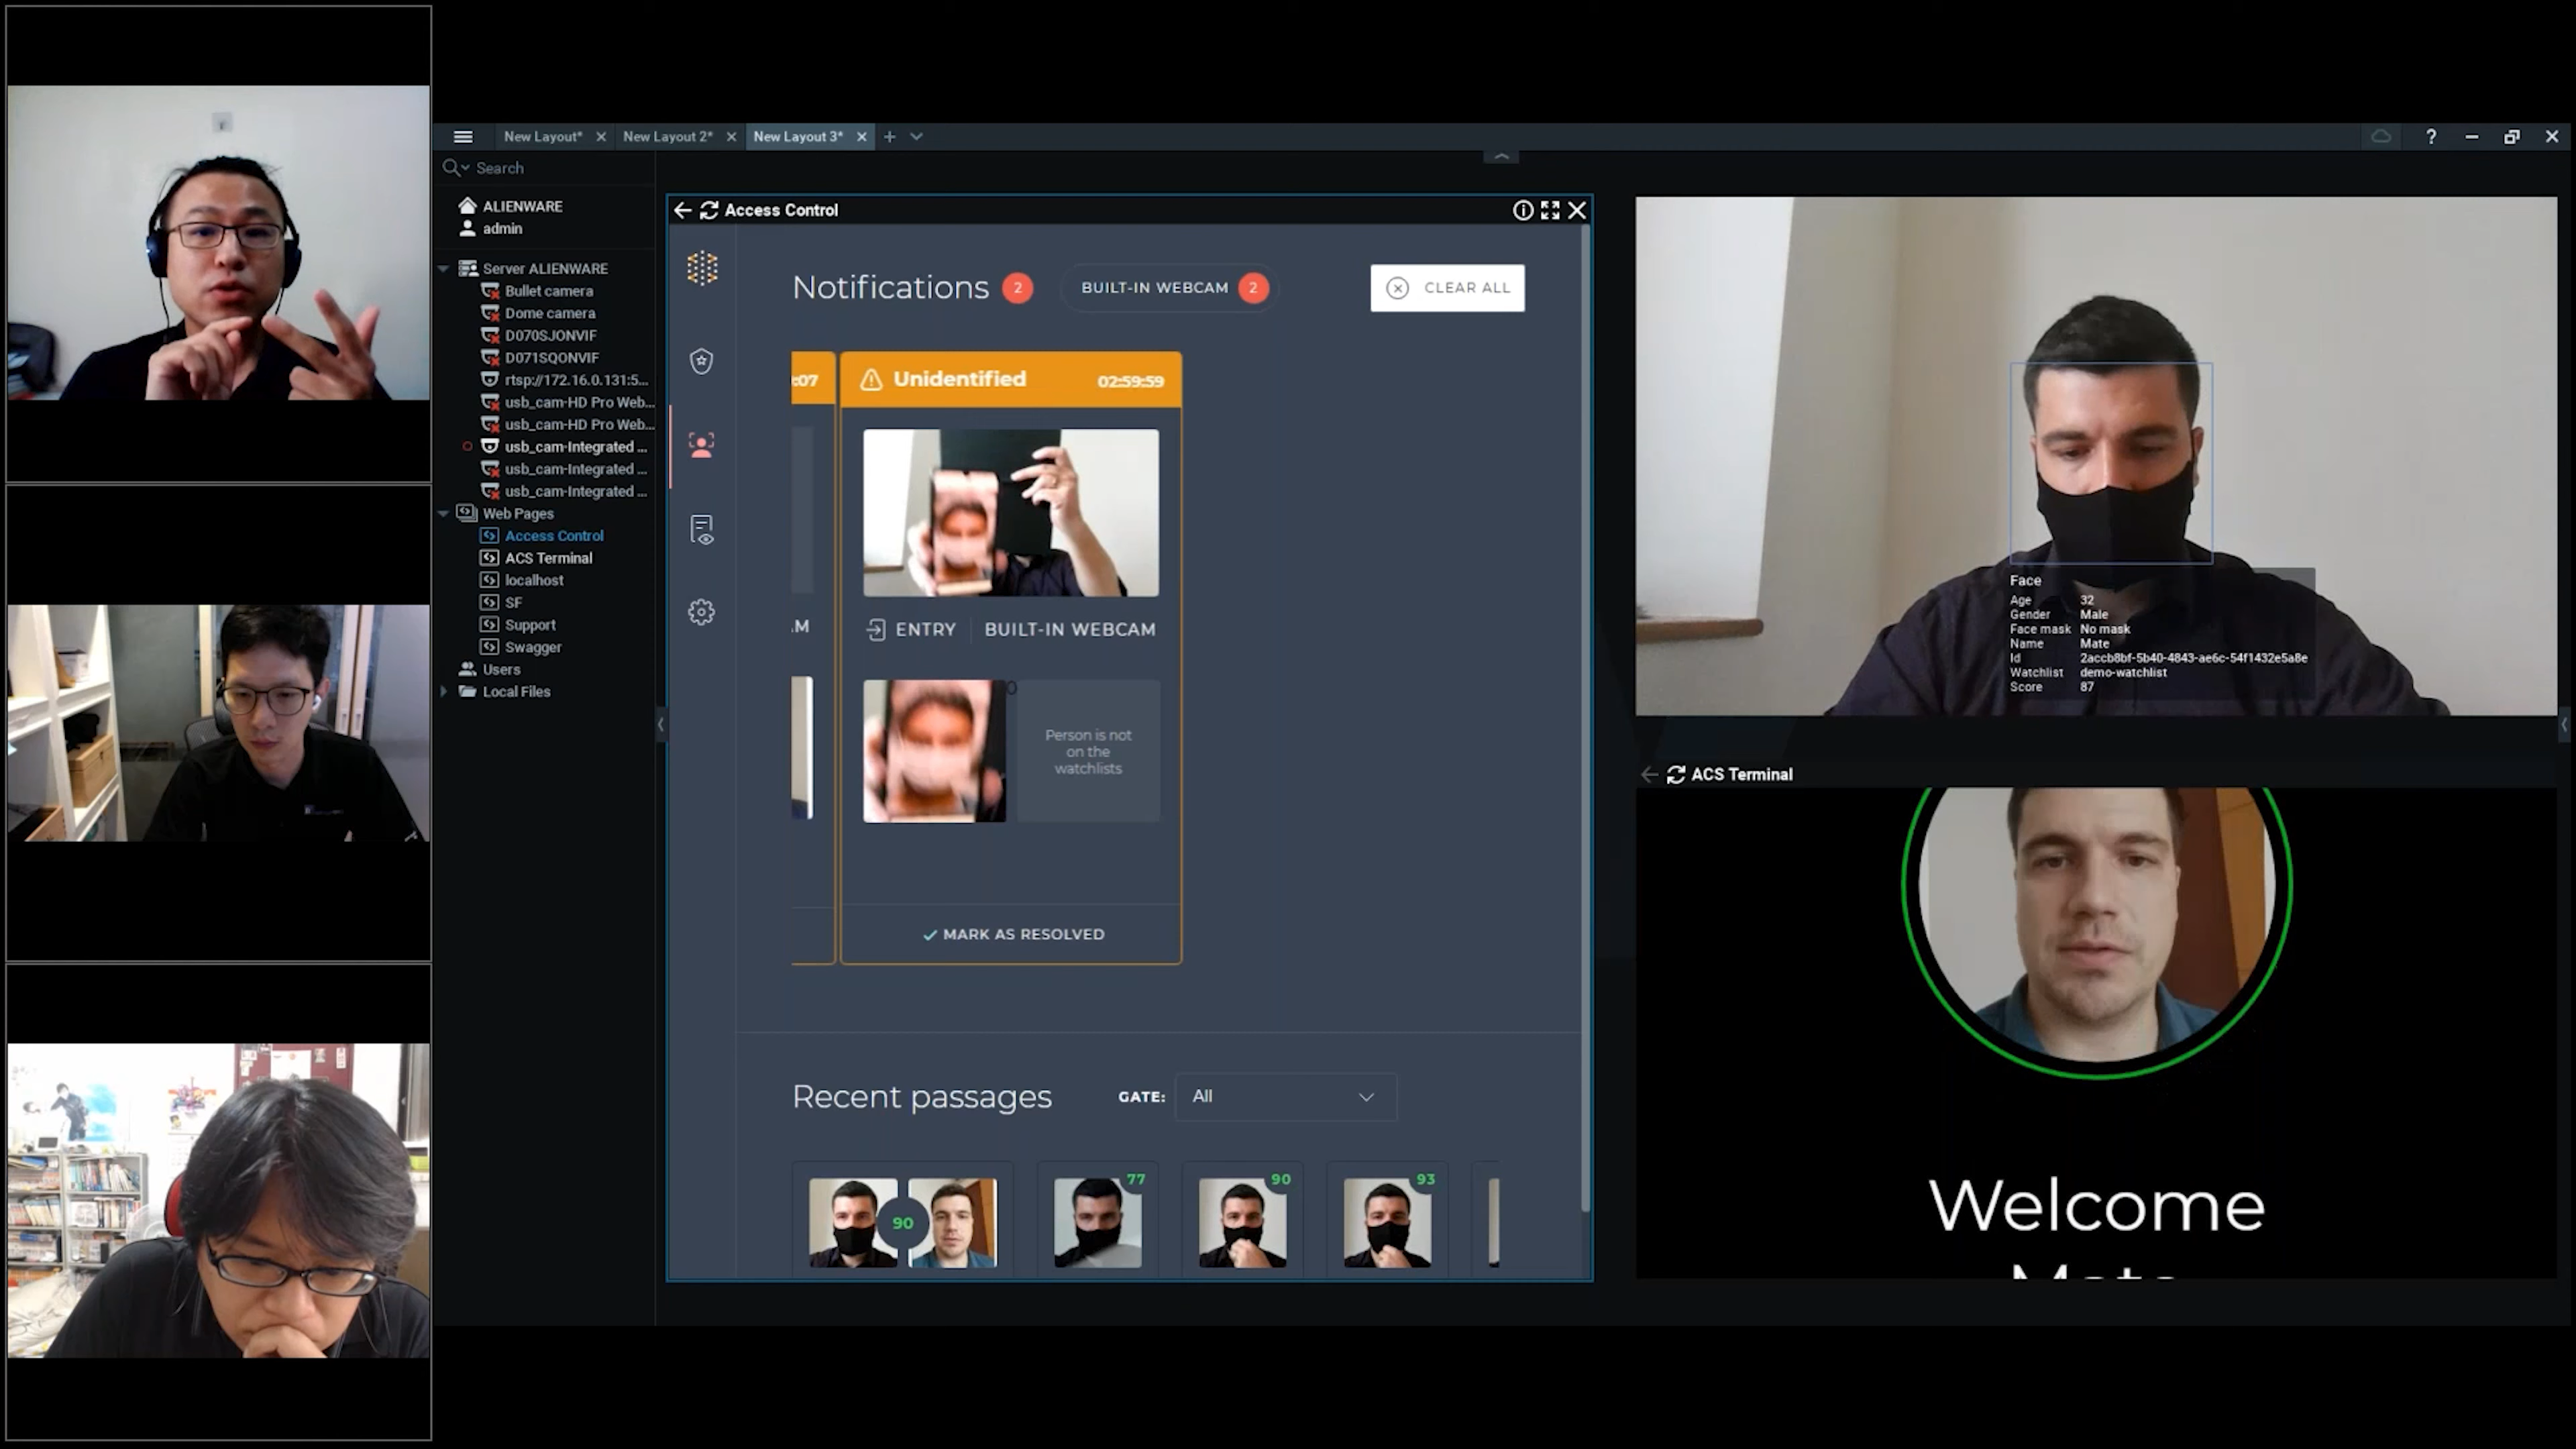 New Layout*
New Layout 2*
New Layout 3*
?
Search
ALIENWARE
admin
Server ALIENWARE
Bullet camera
Dome camera
D070SJONVIF
D071SQONVIF
rtsp://172.16.0.131:5...
usb_cam-HD Pro Web...
usb_cam-HD Pro Web...
usb_cam-Integrated ...
usb_cam-Integrated ...
usb_cam-Integrated ...
Web Pages
Access Control
ACS Terminal
localhost
SF
Support
Swagger
Users
Local Files
Access Control
Notifications 2
BUILT-IN WEBCAM 2
CLEAR ALL
:07
Unidentified 02:59:59
.M
ENTRY BUILT-IN WEBCAM
Person is not
on the
watchlists
MARK AS RESOLVED
Recent passages
GATE: All
90
77
90
93
Face
Age 32
Gender Male
Face mask No mask
Name Mate
Id 2accb8bf-5b40-4843-ae6c-54f1432e5a8e
Watchlist demo-watchlist
Score 87
ACS Terminal
Welcome